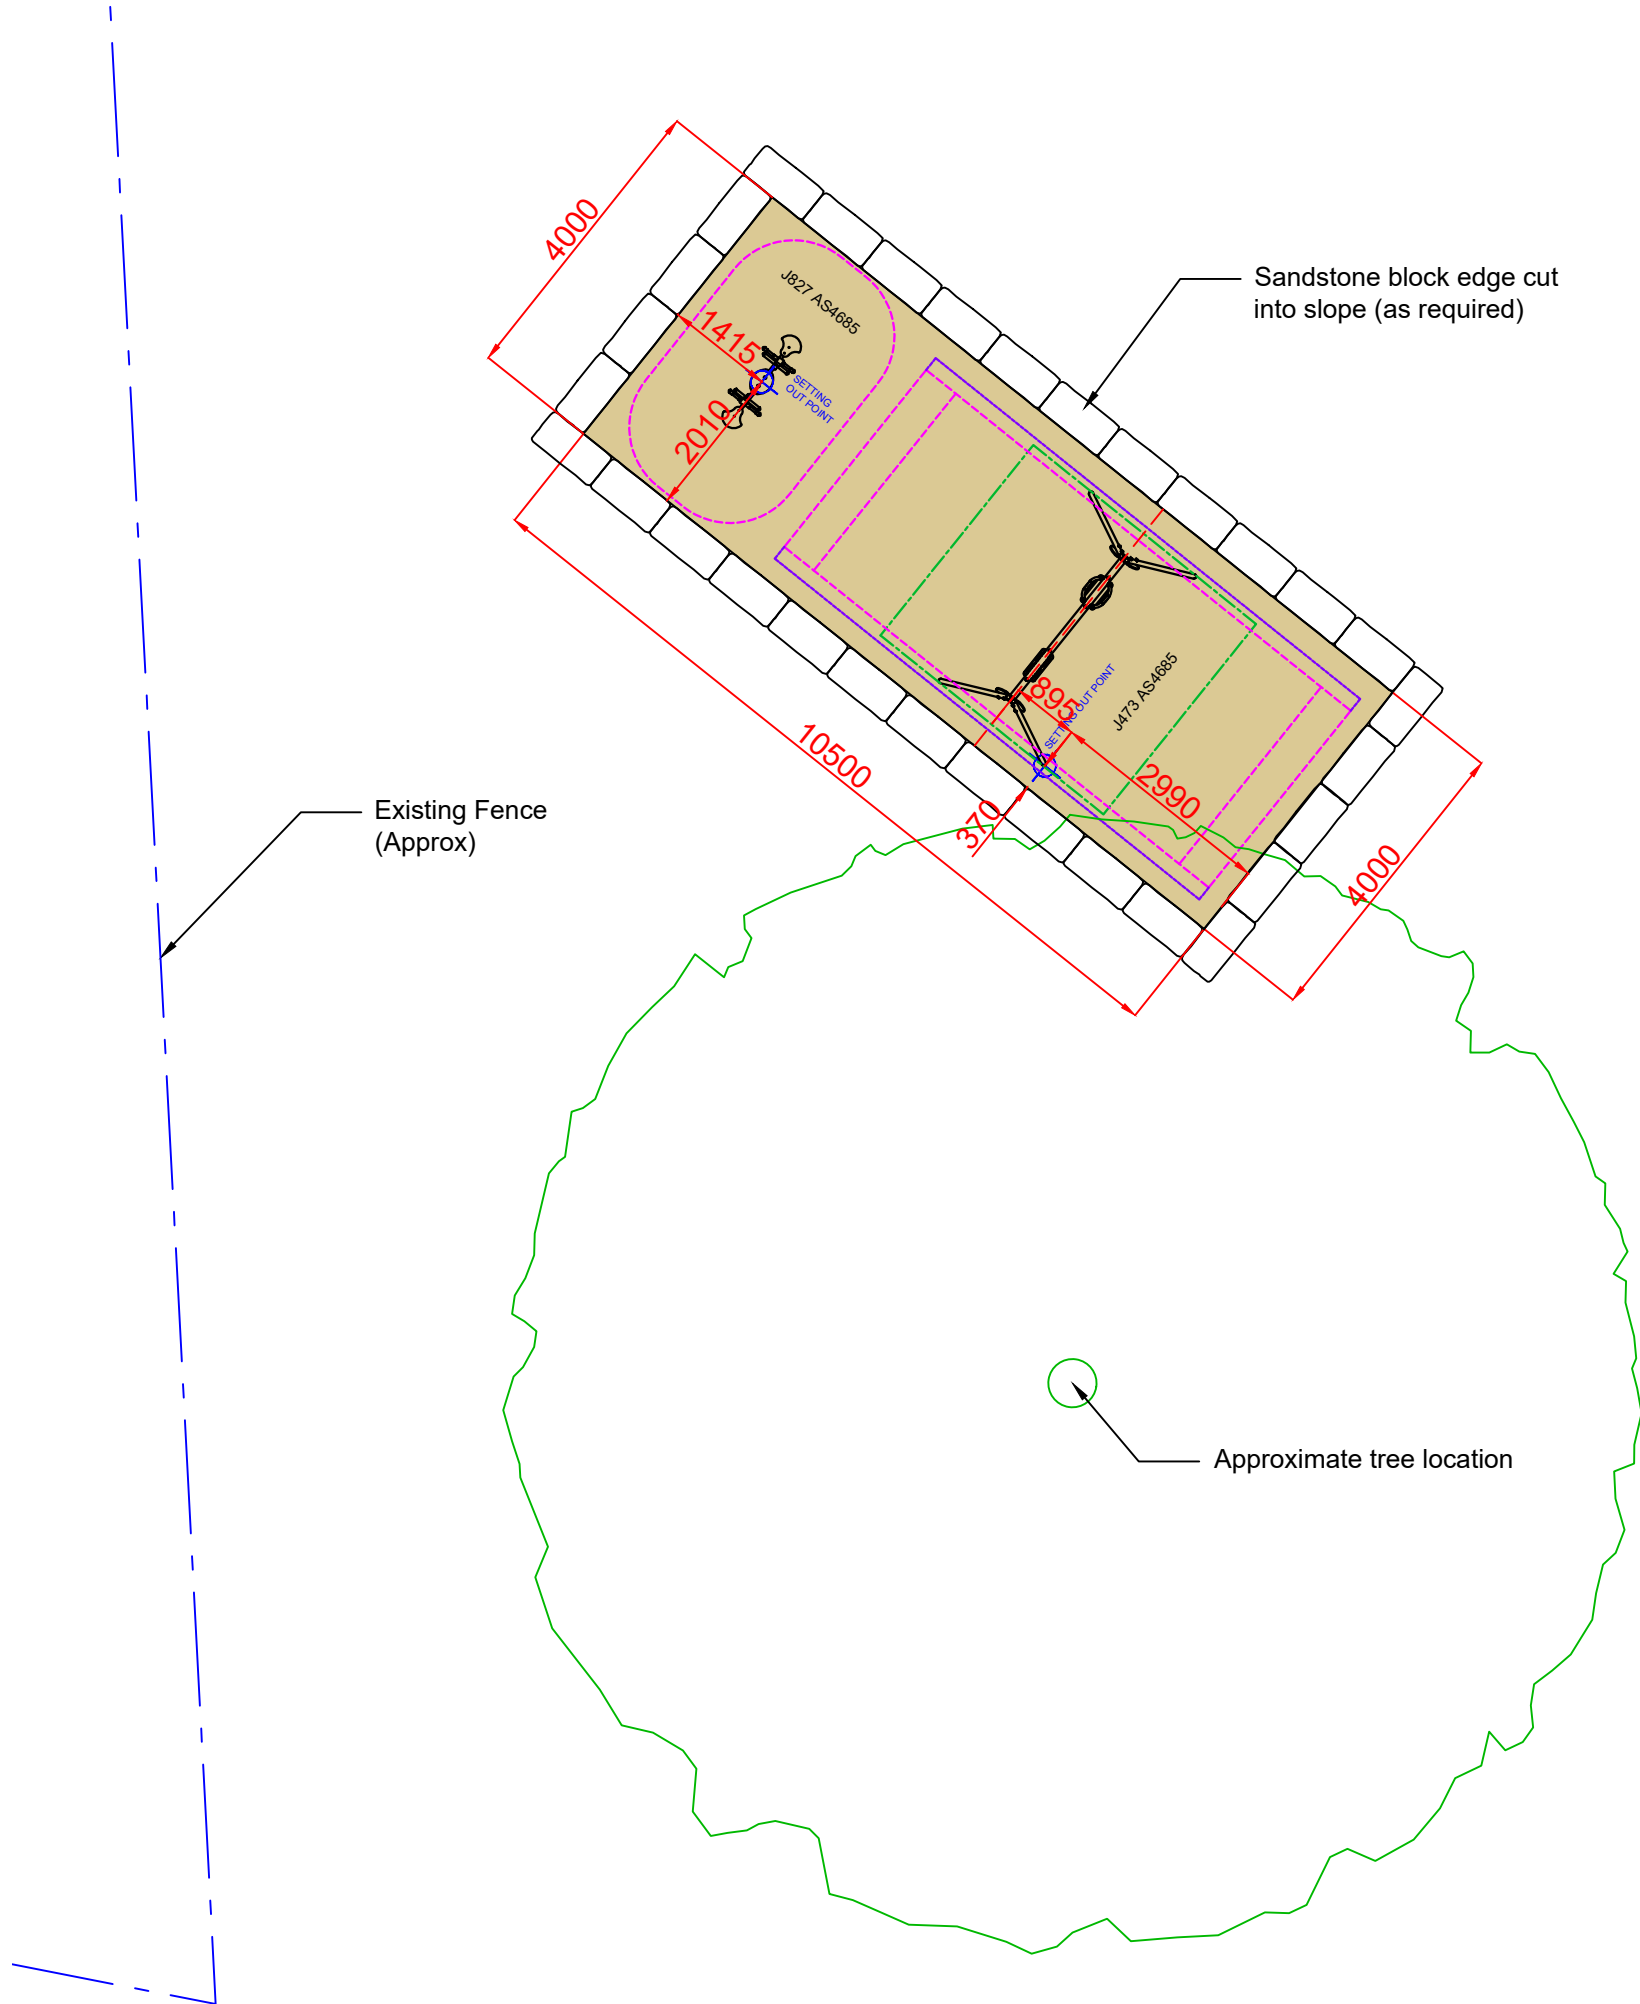 4000
J827 AS4685
1415
SETTING
OUT POINT
2010
Sandstone block edge cut
into slope (as required)
895
SETTING OUT POINT
J473 AS4685
10500
2990
370
4000
Existing Fence
(Approx)
Approximate tree location